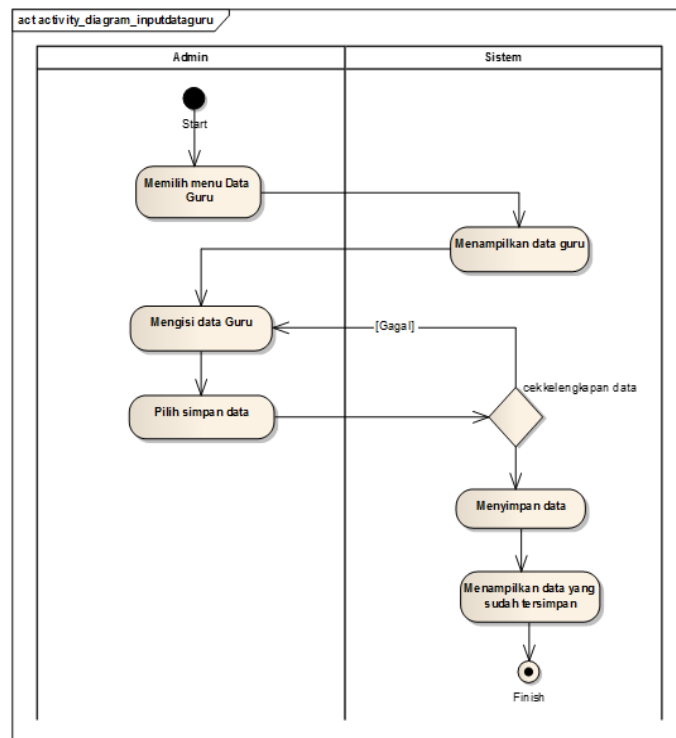 act activity_diagram_inputdataguru
Admin
Sistem
Start
Memilih menu Data
Guru
Menampilkan data guru
Mengisi data Guru
[Gagal]
cek kelengkapan data
Pilih simpan data
Menyimpan data
Menampilkan data yang
sudah tersimpan
Finish